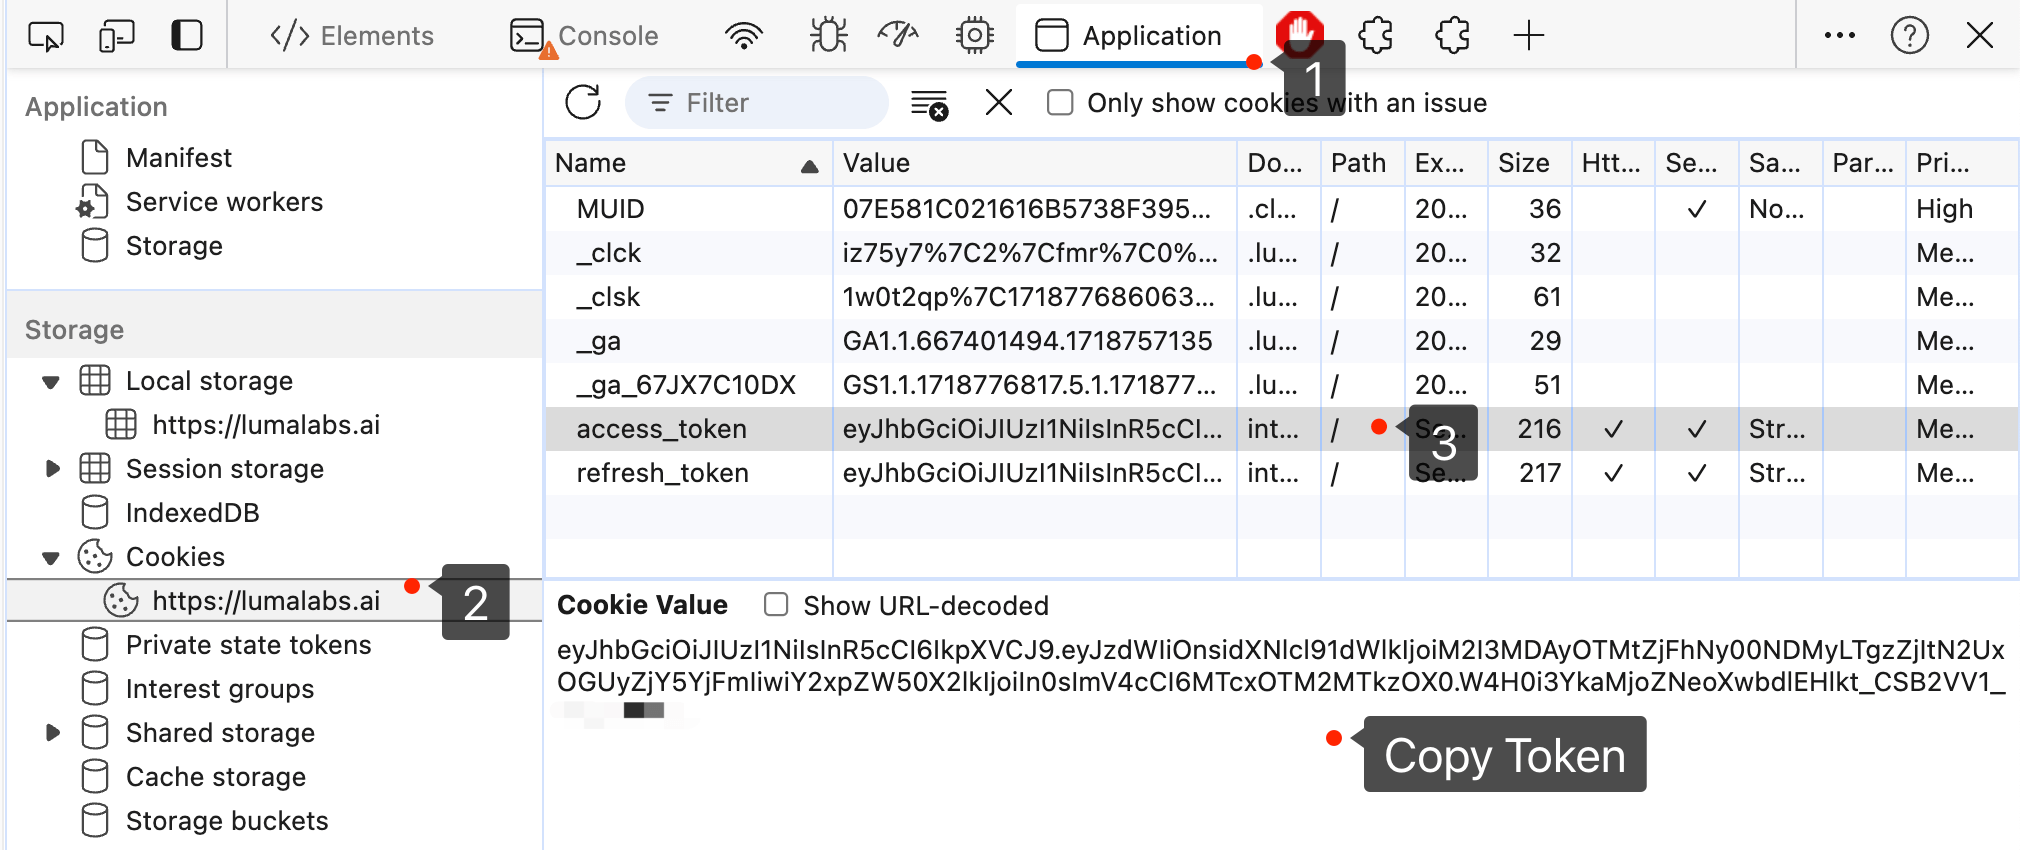 Elements
Console
Application
1
Application
Manifest
Service workers
Storage
Storage
Local storage
https://lumalabs.ai
Session storage
IndexedDB
Cookies
https://lumalabs.ai
2
Private state tokens
Interest groups
Shared storage
Cache storage
Storage buckets
Filter
Only show cookies with an issue
Name Value Do... Path Ex... Size Htt... Se... Sa... Par... Pri...
MUID 07E581C021616B5738F395... .cl... / 20... 36 ✓ No... High
_clck iz75y7%7C2%7Cfmr%7C0%... .lu... / 20... 32 Me...
_clsk 1w0t2qp%7C171877686063... .lu... / 20... 61 Me...
_ga GA1.1.667401494.1718757135 .lu... / 20... 29 Me...
_ga_67JX7C10DX GS1.1.1718776817.5.1.171877... .lu... / 20... 51 Me...
access_token eyJhbGciOiJIUzI1NiIsInR5cCI... int... / Se... 216 ✓ ✓ Str... Me...
3
refresh_token eyJhbGciOiJIUzI1NiIsInR5cCI... int... / Se... 217 ✓ ✓ Str... Me...
Cookie Value Show URL-decoded
eyJhbGciOiJIUzI1NiIsInR5cCI6IkpXVCJ9.eyJzdWIiOnsidXNlcl91dWlkIjoiM2I3MDAyOTMtZjFhNy00NDMyLTgzZjItN2Ux
OGUyZjY5YjFmIiwiY2xpZW50X2lkIjoiIn0sImV4cCI6MTcxOTM2MTkzOX0.W4H0i3YkaMjoZNeoXwbdlEHlkt_CSB2VV1_
Copy Token